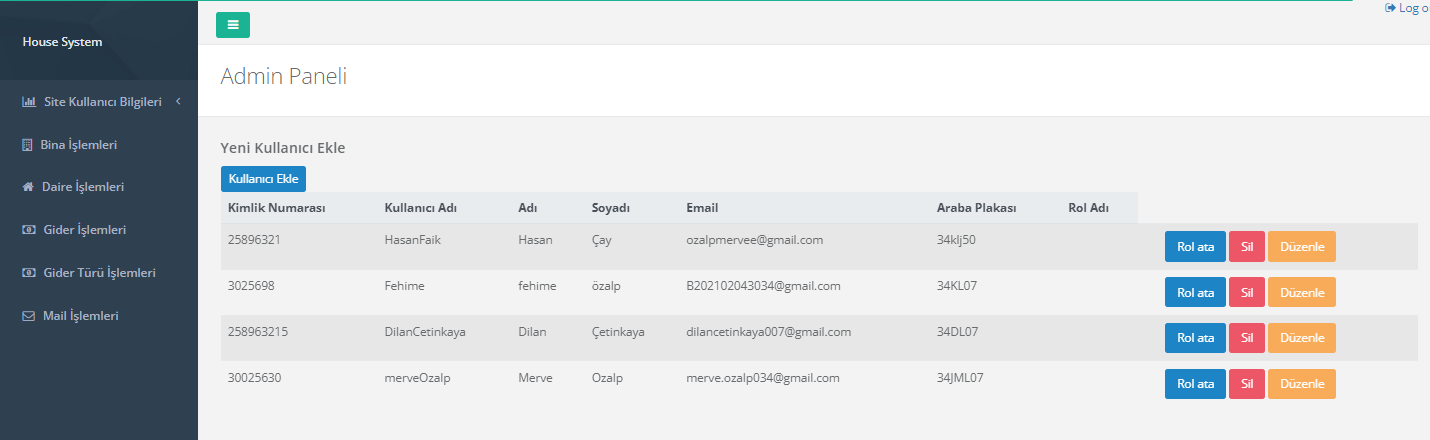 Log o
House System
Admin Paneli
Site Kullanıcı Bilgileri
Bina İşlemleri
Daire İşlemleri
Gider İşlemleri
Gider Türü İşlemleri
Mail İşlemleri
Yeni Kullanıcı Ekle
Kullanıcı Ekle
Kimlik Numarası Kullanıcı Adı Adı Soyadı Email Araba Plakası Rol Adı
25896321 HasanFaik Hasan Çay ozalpmervee@gmail.com 34klj50 Rol ata Sil Düzenle
3025698 Fehime fehime özalp B202102043034@gmail.com 34KL07 Rol ata Sil Düzenle
258963215 DilanCetinkaya Dilan Çetinkaya dilancetinkaya007@gmail.com 34DL07 Rol ata Sil Düzenle
30025630 merveOzalp Merve Ozalp merve.ozalp034@gmail.com 34JML07 Rol ata Sil Düzenle